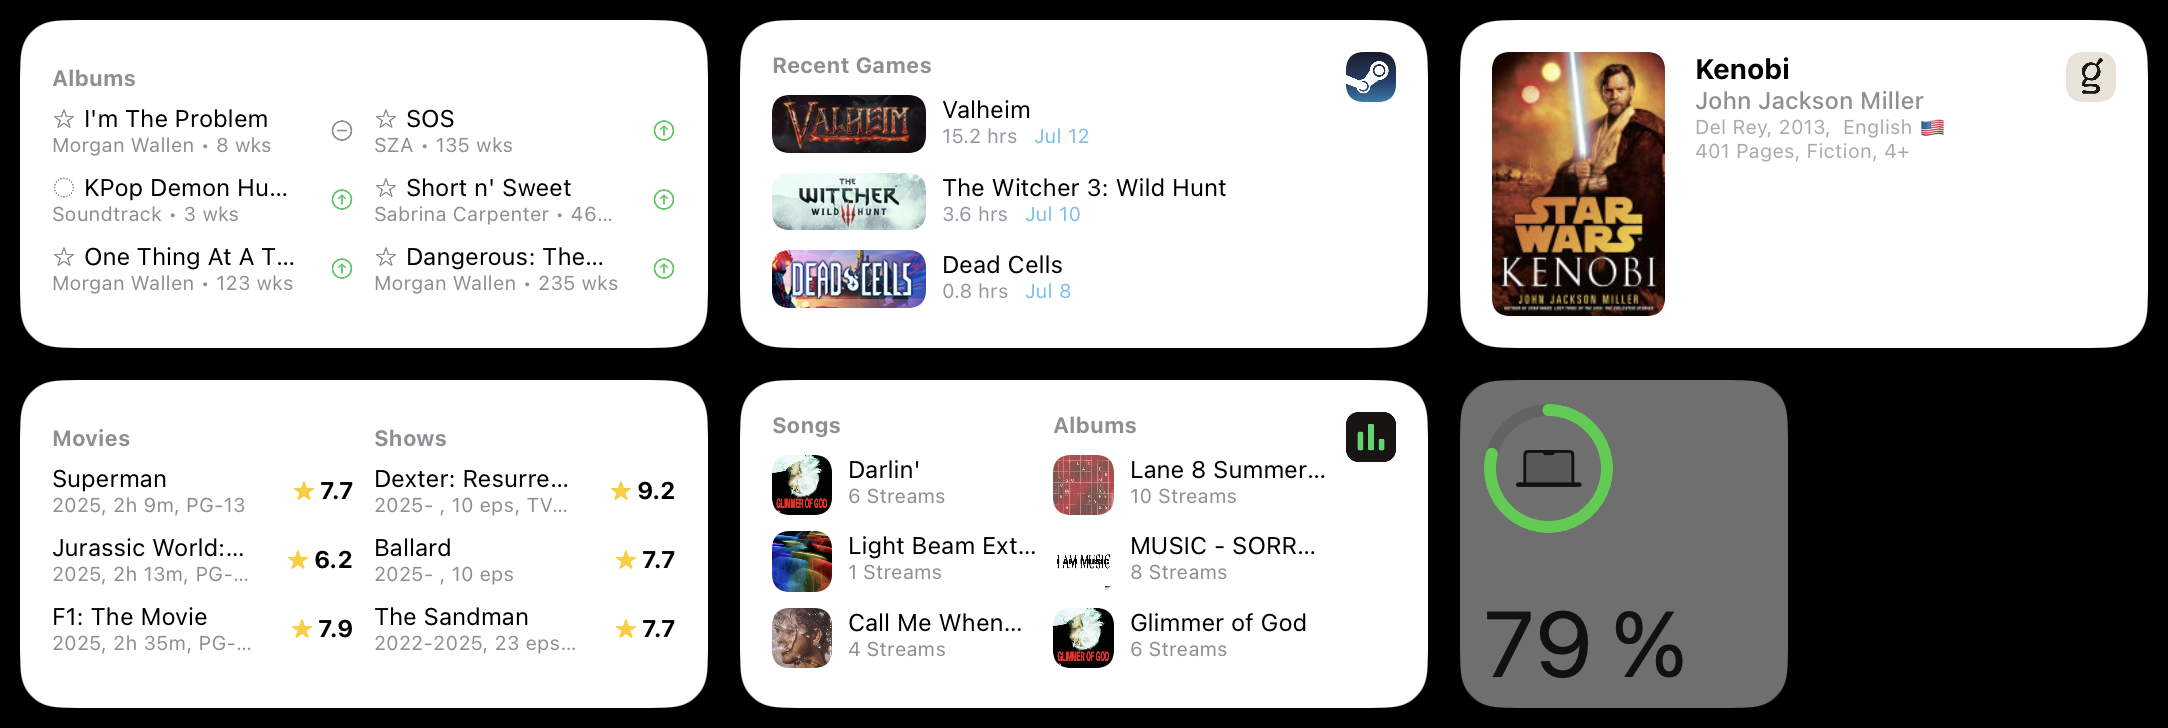 Albums
☆ I'm The Problem
Morgan Wallen • 8 wks
☆ SOS
SZA • 135 wks
KPop Demon Hu...
Soundtrack • 3 wks
☆ Short n' Sweet
Sabrina Carpenter • 46...
☆ One Thing At A T...
Morgan Wallen • 123 wks
☆ Dangerous: The...
Morgan Wallen • 235 wks
Recent Games
VALHEIM
Valheim
15.2 hrs Jul 12
THE
WITCHER
WILD HUNT
The Witcher 3: Wild Hunt
3.6 hrs Jul 10
DEAD CELLS
Dead Cells
0.8 hrs Jul 8
STAR
WARS
KENOBI
JOHN JACKSON MILLER
Kenobi
John Jackson Miller
Del Rey, 2013, English 🇺🇸
401 Pages, Fiction, 4+
g
Movies
Superman
2025, 2h 9m, PG-13
★ 7.7
Jurassic World:...
2025, 2h 13m, PG-...
★ 6.2
F1: The Movie
2025, 2h 35m, PG-...
★ 7.9
Shows
Dexter: Resurre...
2025- , 10 eps, TV...
★ 9.2
Ballard
2025- , 10 eps
★ 7.7
The Sandman
2022-2025, 23 eps...
★ 7.7
Songs
GLIMMER OF GOD
Darlin'
6 Streams
Light Beam Ext...
1 Streams
Call Me When...
4 Streams
Albums
Lane 8 Summer...
10 Streams
I AM MUSIC
MUSIC - SORR...
8 Streams
GLIMMER OF GOD
Glimmer of God
6 Streams
79 %